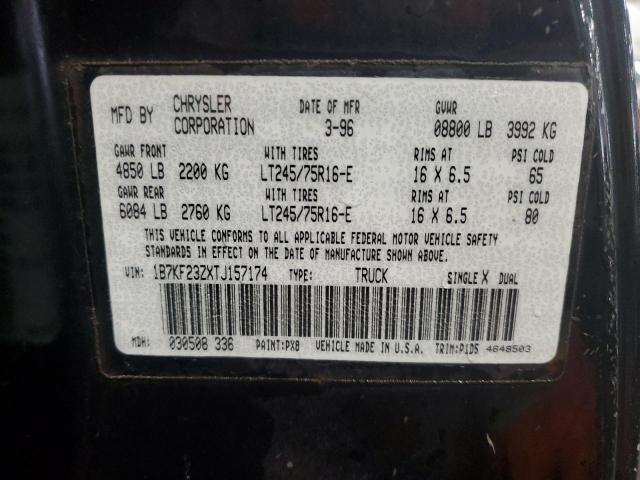 MFD BY CHRYSLER CORPORATION DATE OF MFR 3-96 GVWR 08800 LB 3992 KG
GAWR FRONT WITH TIRES RIMS AT PSI COLD
4850 LB 2200 KG LT245/75R16-E 16 X 6.5 65
GAWR REAR WITH TIRES RIMS AT PSI COLD
6084 LB 2760 KG LT245/75R16-E 16 X 6.5 80
THIS VEHICLE CONFORMS TO ALL APPLICABLE FEDERAL MOTOR VEHICLE SAFETY
STANDARDS IN EFFECT ON THE DATE OF MANUFACTURE SHOWN ABOVE.
VIN: 1B7KF23ZXTJ157174 TYPE: TRUCK SINGLE X DUAL
MDH: 030508 336 PAINT:PX8 VEHICLE MADE IN U.S.A. TRIM:P1D5 4648503